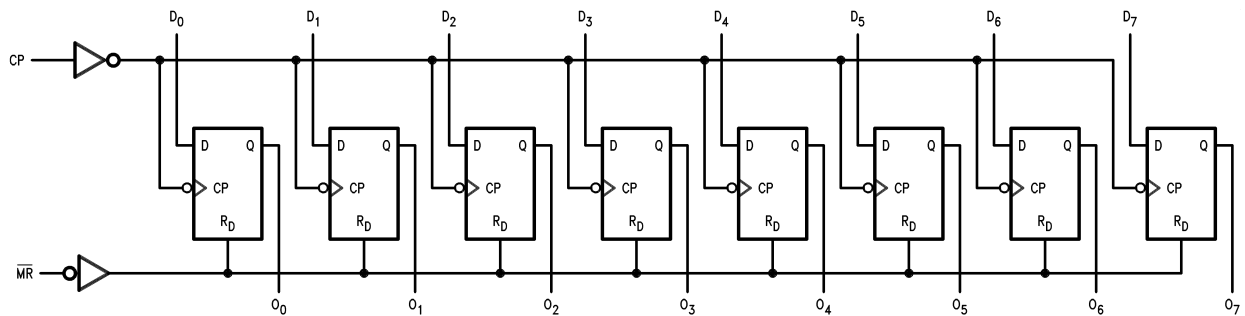 D0 D1 D2 D3 D4 D5 D6 D7
CP
D Q D Q D Q D Q D Q D Q D Q D Q
CP CP CP CP CP CP CP CP
RD RD RD RD RD RD RD RD
M̅R̅
O0 O1 O2 O3 O4 O5 O6 O7